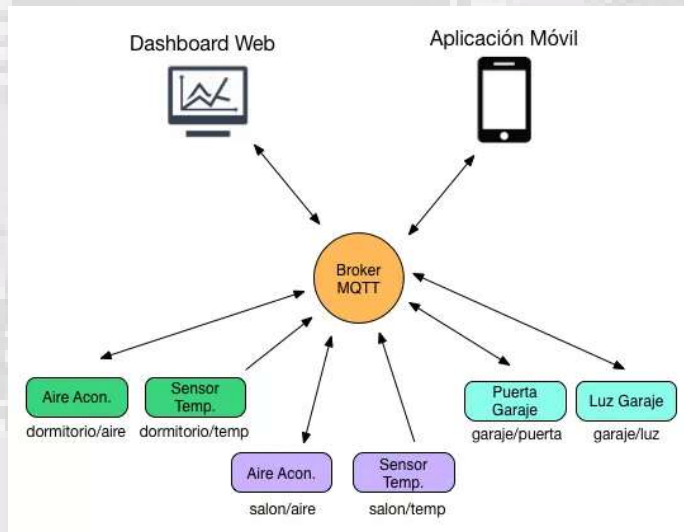 Dashboard Web
Aplicación Móvil
Broker
MQTT
Aire Acon.
Sensor
Temp.
dormitorio/aire
dormitorio/temp
Puerta
Garaje
Luz Garaje
garaje/puerta
garaje/luz
Aire Acon.
Sensor
Temp.
salon/aire
salon/temp